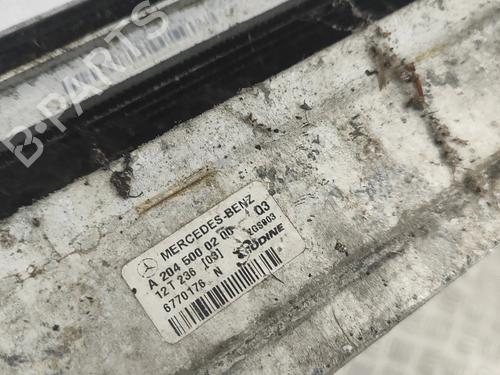 B-PARTS
MERCEDES-BENZ
A 204 500 02 00 03
12T 236 [09]
6770176 N
MODINE